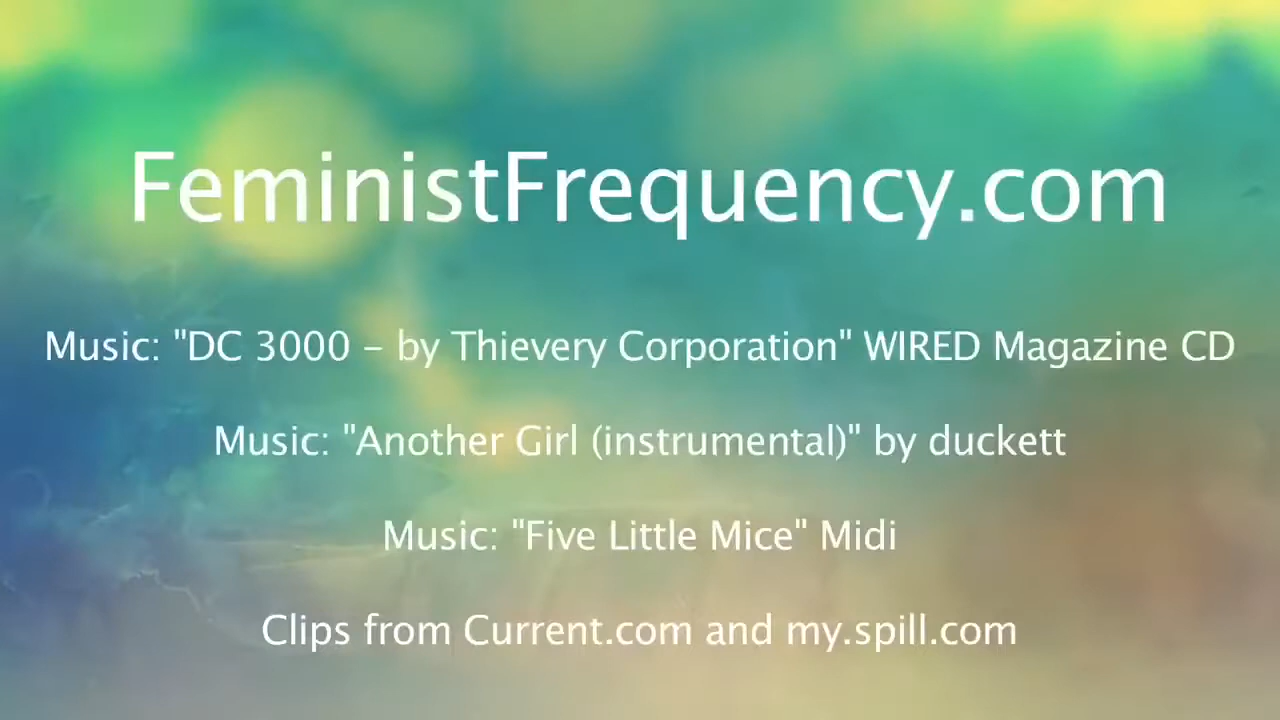 FeministFrequency.com
Music: "DC 3000 – by Thievery Corporation" WIRED Magazine CD
Music: "Another Girl (instrumental)" by duckett
Music: "Five Little Mice" Midi
Clips from Current.com and my.spill.com